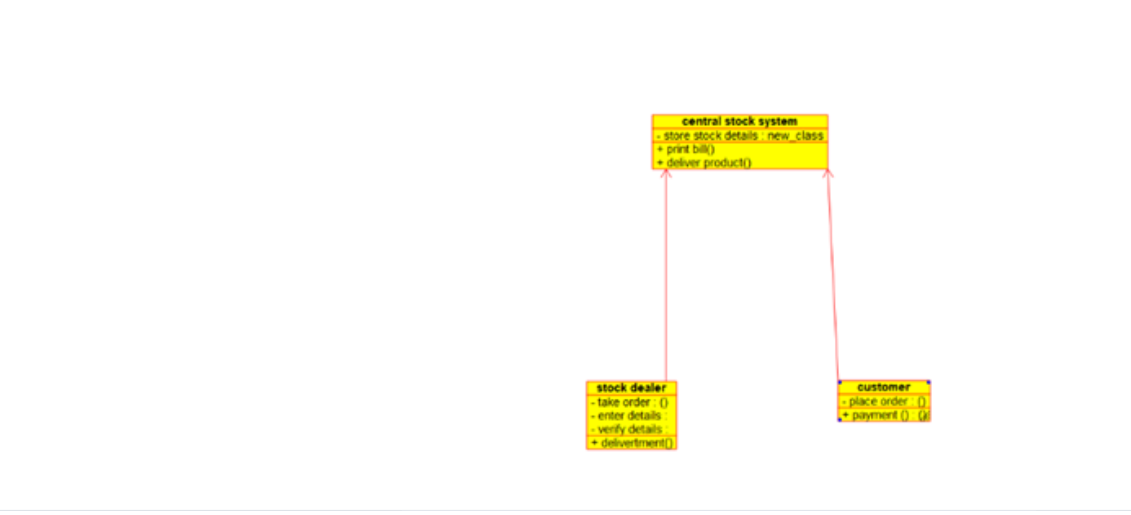 central stock system
- store stock details : new_class
+ print bill()
+ deliver product()
stock dealer
- take order : ()
- enter details :
- verify details :
+ delivertment()
customer
- place order : ()
+ payment () : ()